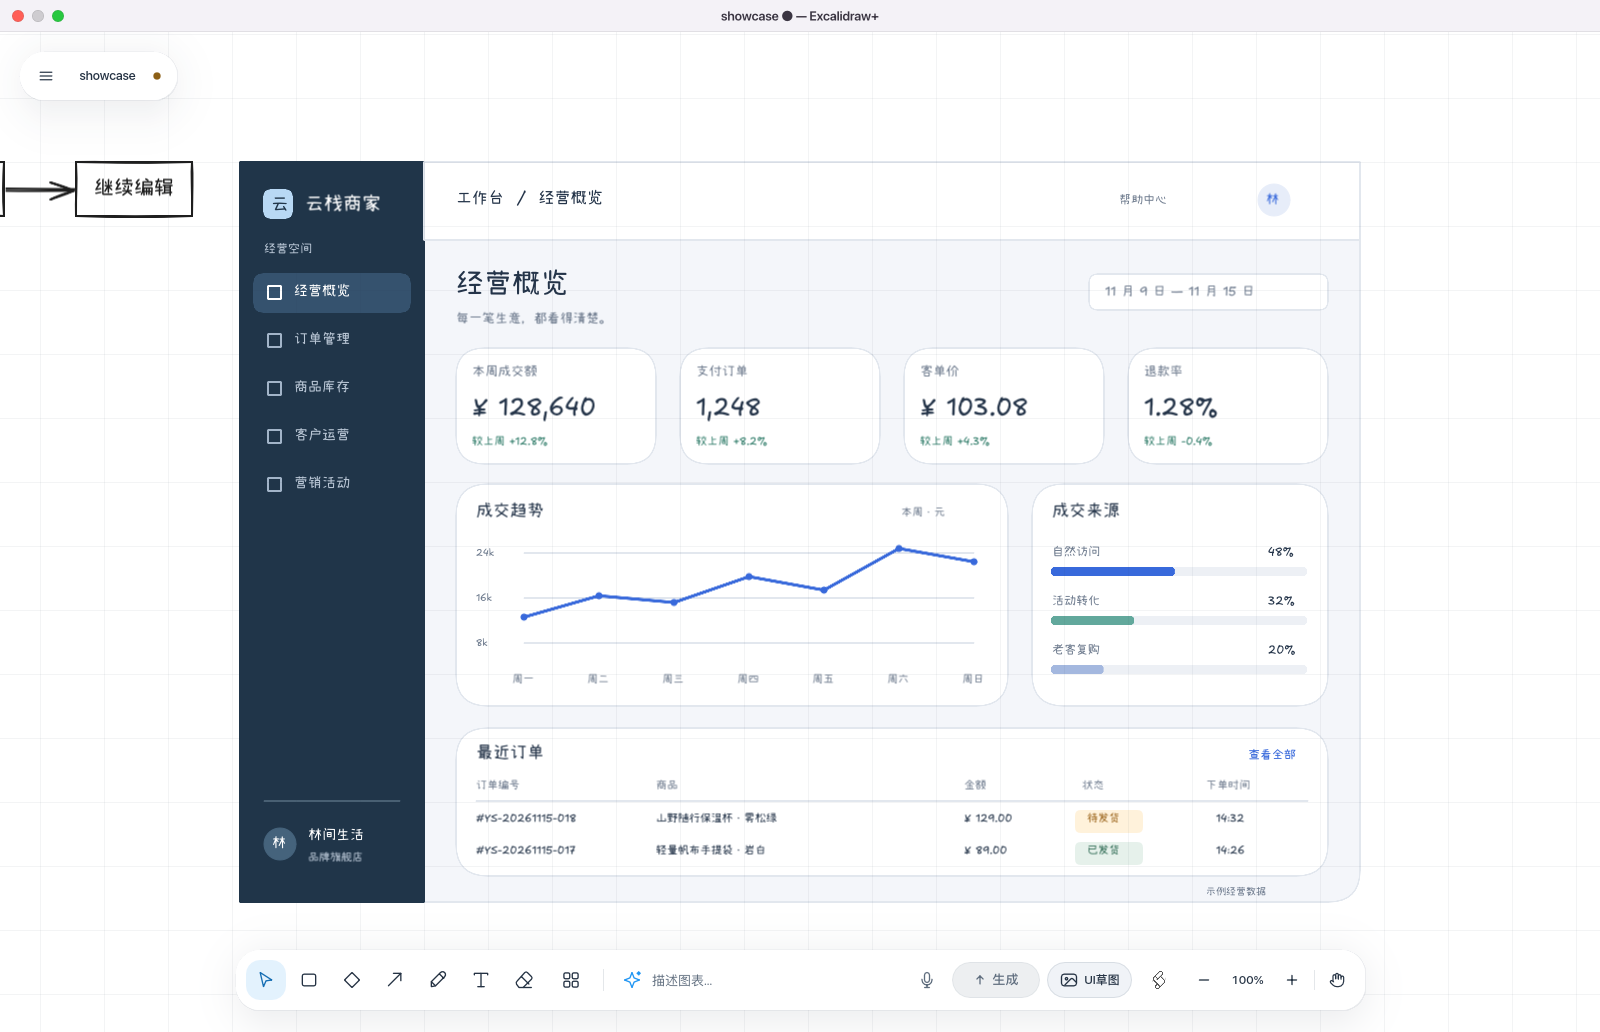 showcase ● — Excalidraw+
showcase
继续编辑
云 云栈商家
经营空间
经营概览
订单管理
商品库存
客户运营
营销活动
林 林间生活
品牌旗舰店
工作台 / 经营概览
帮助中心
林
经营概览
每一笔生意，都看得清楚。
11 月 9 日 — 11 月 15 日
本周成交额
¥ 128,640
较上周 +12.8%
支付订单
1,248
较上周 +8.2%
客单价
¥ 103.08
较上周 +4.3%
退款率
1.28%
较上周 -0.4%
成交趋势
本周 · 元
24k
16k
8k
周一 周二 周三 周四 周五 周六 周日
成交来源
自然访问 48%
活动转化 32%
老客复购 20%
最近订单
查看全部
订单编号 商品 金额 状态 下单时间
#YS-20261115-018 山野随行保温杯 · 雾松绿 ¥ 129.00 待发货 14:32
#YS-20261115-017 轻量帆布手提袋 · 岩白 ¥ 89.00 已发货 14:26
示例经营数据
描述图表...
生成
UI草图
100%